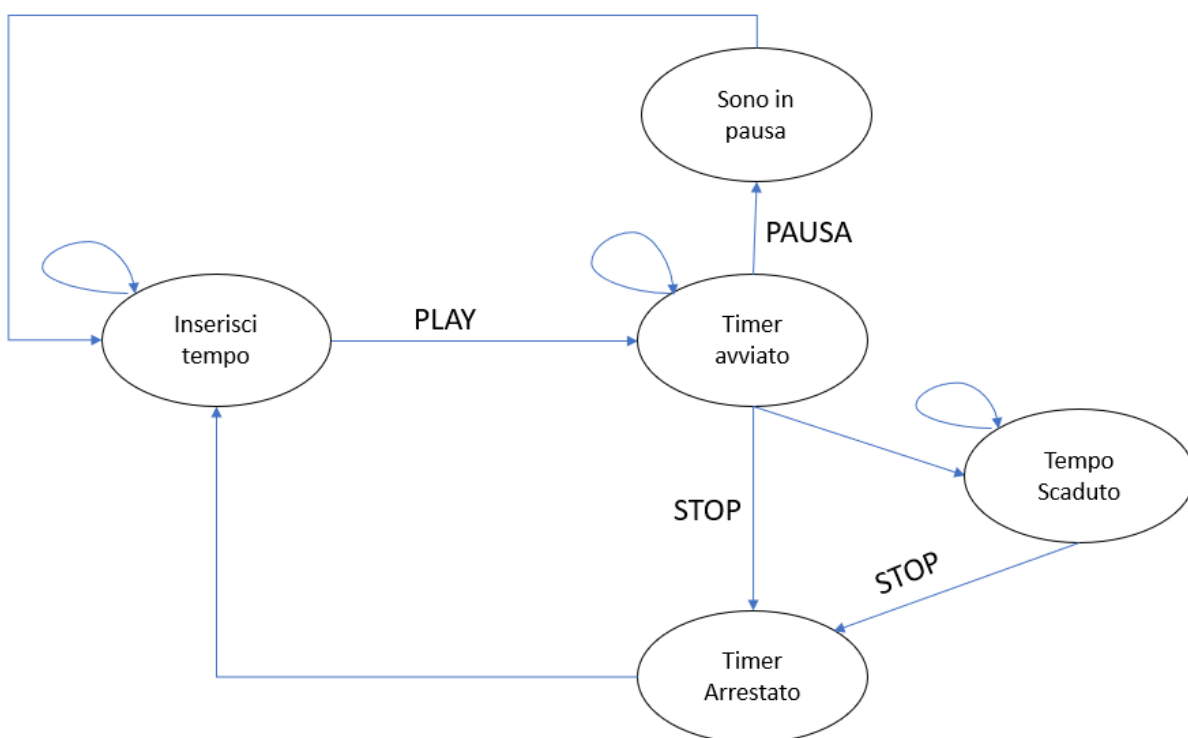 Sono in
pausa
PAUSA
Inserisci
tempo
PLAY
Timer
avviato
Tempo
Scaduto
STOP
STOP
Timer
Arrestato